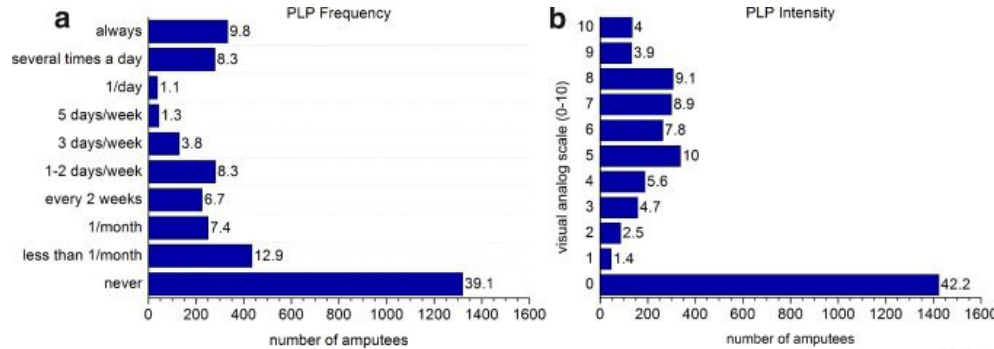 a PLP Frequency
always 9.8
several times a day 8.3
1/day 1.1
5 days/week 1.3
3 days/week 3.8
1-2 days/week 8.3
every 2 weeks 6.7
1/month 7.4
less than 1/month 12.9
never 39.1
0 200 400 600 800 1000 1200 1400 1600
number of amputees
b PLP Intensity
visual analog scale (0-10)
10 4
9 3.9
8 9.1
7 8.9
6 7.8
5 10
4 5.6
3 4.7
2 2.5
1 1.4
0 42.2
0 200 400 600 800 1000 1200 1400 1600
number of amputees